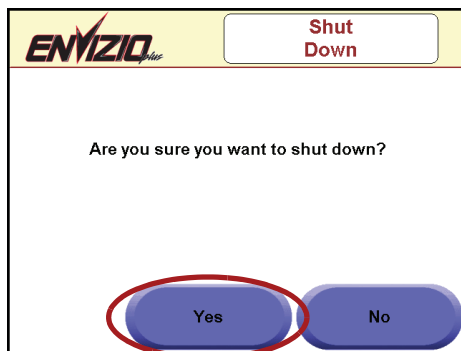 ENVIZIO plus
Shut
Down
Are you sure you want to shut down?
Yes
No